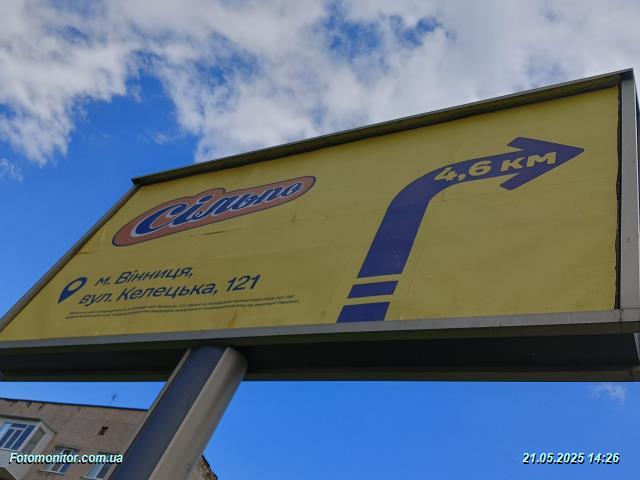 Сільпо
4,6 км
м. Вінниця,
вул. Келецька, 121
Fotomonitor.com.ua
21.05.2025 14:26